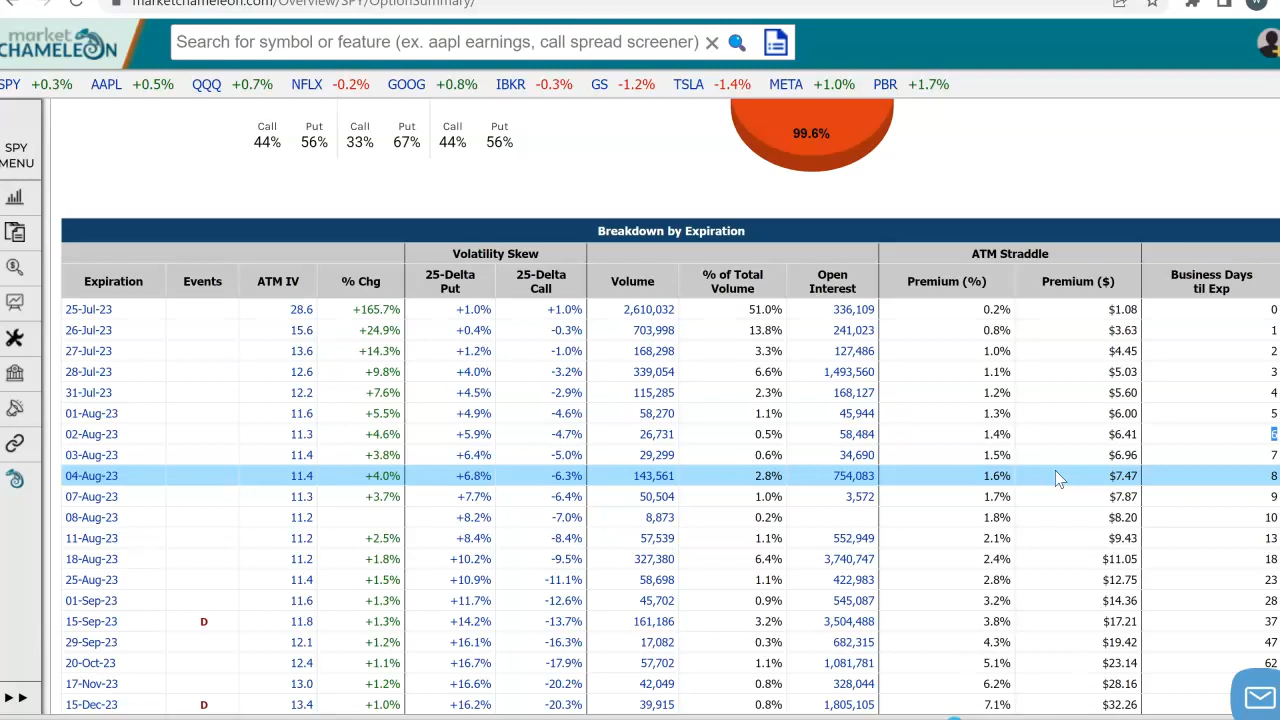 marketchameleon.com/Overview/SPY/OptionSummary/
market
CHAMELEON
Search for symbol or feature (ex. aapl earnings, call spread screener)
SPY +0.3% AAPL +0.5% QQQ +0.7% NFLX -0.2% GOOG +0.8% IBKR -0.3% GS -1.2% TSLA -1.4% META +1.0% PBR +1.7%
SPY
MENU
Call Put Call Put Call Put
44% 56% 33% 67% 44% 56%
99.6%
Breakdown by Expiration
Volatility Skew ATM Straddle
Expiration Events ATM IV % Chg 25-Delta Put 25-Delta Call Volume % of Total Volume Open Interest Premium (%) Premium ($) Business Days til Exp
25-Jul-23 28.6 +165.7% +1.0% +1.0% 2,610,032 51.0% 336,109 0.2% $1.08 0
26-Jul-23 15.6 +24.9% +0.4% -0.3% 703,998 13.8% 241,023 0.8% $3.63 1
27-Jul-23 13.6 +14.3% +1.2% -1.0% 168,298 3.3% 127,486 1.0% $4.45 2
28-Jul-23 12.6 +9.8% +4.0% -3.2% 339,054 6.6% 1,493,560 1.1% $5.03 3
31-Jul-23 12.2 +7.6% +4.5% -2.9% 115,285 2.3% 168,127 1.2% $5.60 4
01-Aug-23 11.6 +5.5% +4.9% -4.6% 58,270 1.1% 45,944 1.3% $6.00 5
02-Aug-23 11.3 +4.6% +5.9% -4.7% 26,731 0.5% 58,484 1.4% $6.41 6
03-Aug-23 11.4 +3.8% +6.4% -5.0% 29,299 0.6% 34,690 1.5% $6.96 7
04-Aug-23 11.4 +4.0% +6.8% -6.3% 143,561 2.8% 754,083 1.6% $7.47 8
07-Aug-23 11.3 +3.7% +7.7% -6.4% 50,504 1.0% 3,572 1.7% $7.87 9
08-Aug-23 11.2 +8.2% -7.0% 8,873 0.2% 1.8% $8.20 10
11-Aug-23 11.2 +2.5% +8.4% -8.4% 57,539 1.1% 552,949 2.1% $9.43 13
18-Aug-23 11.2 +1.8% +10.2% -9.5% 327,380 6.4% 3,740,747 2.4% $11.05 18
25-Aug-23 11.4 +1.5% +10.9% -11.1% 58,698 1.1% 422,983 2.8% $12.75 23
01-Sep-23 11.6 +1.3% +11.7% -12.6% 45,702 0.9% 545,087 3.2% $14.36 28
15-Sep-23 D 11.8 +1.3% +14.2% -13.7% 161,186 3.2% 3,504,488 3.8% $17.21 37
29-Sep-23 12.1 +1.2% +16.1% -16.3% 17,082 0.3% 682,315 4.3% $19.42 47
20-Oct-23 12.4 +1.1% +16.7% -17.9% 57,702 1.1% 1,081,781 5.1% $23.14 62
17-Nov-23 13.0 +1.2% +16.6% -20.2% 42,049 0.8% 328,044 6.2% $28.16
15-Dec-23 D 13.4 +1.0% +16.2% -20.3% 39,915 0.8% 1,805,105 7.1% $32.26